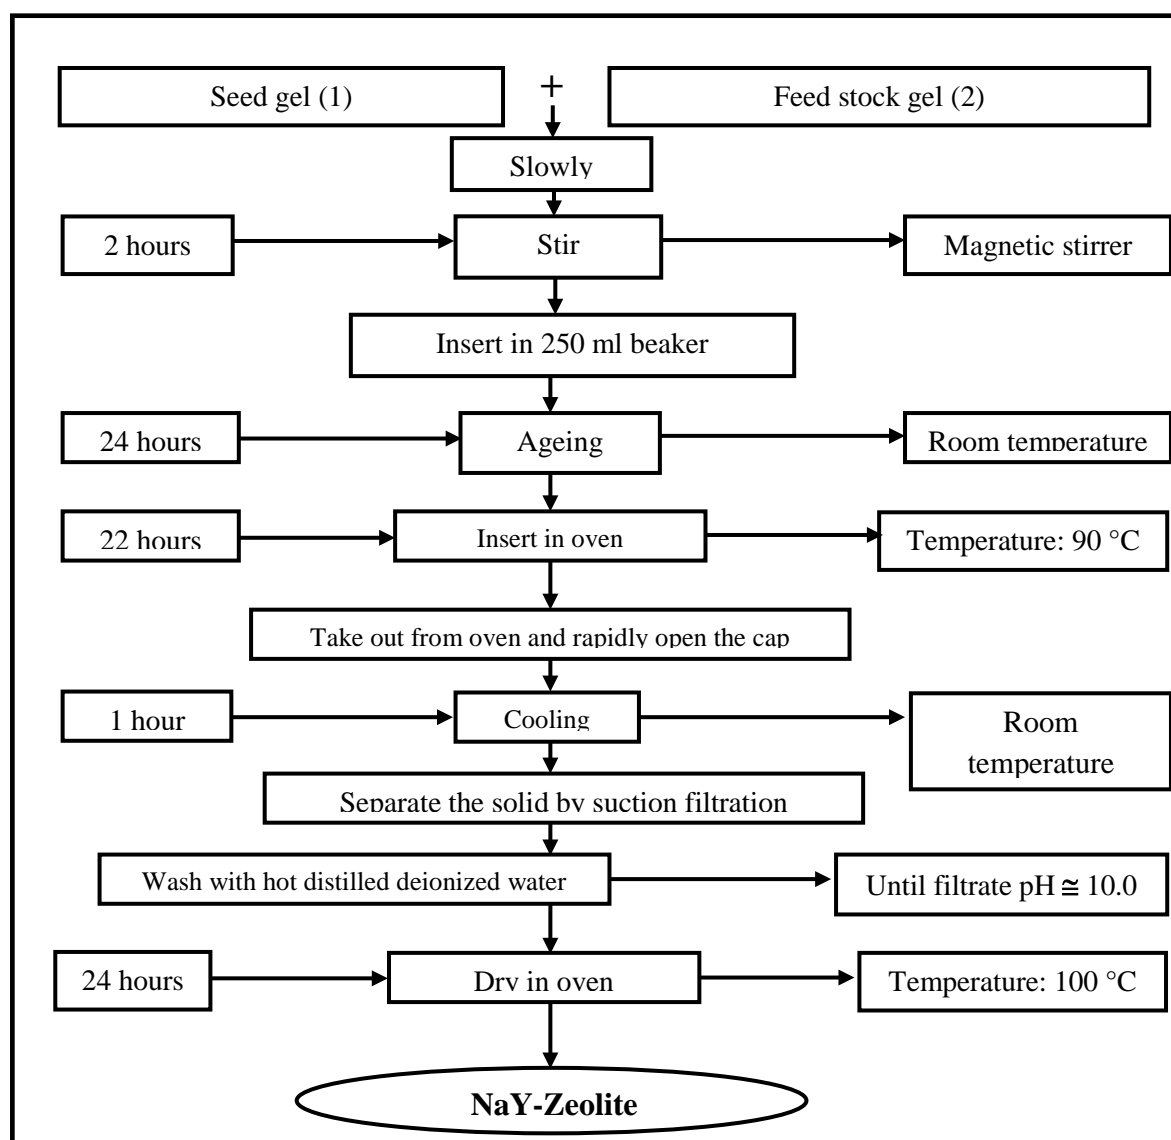 Seed gel (1)
+
Feed stock gel (2)
Slowly
2 hours
Stir
Magnetic stirrer
Insert in 250 ml beaker
24 hours
Ageing
Room temperature
22 hours
Insert in oven
Temperature: 90 °C
Take out from oven and rapidly open the cap
1 hour
Cooling
Room
temperature
Separate the solid by suction filtration
Wash with hot distilled deionized water
Until filtrate pH ≅ 10.0
24 hours
Dry in oven
Temperature: 100 °C
NaY-Zeolite